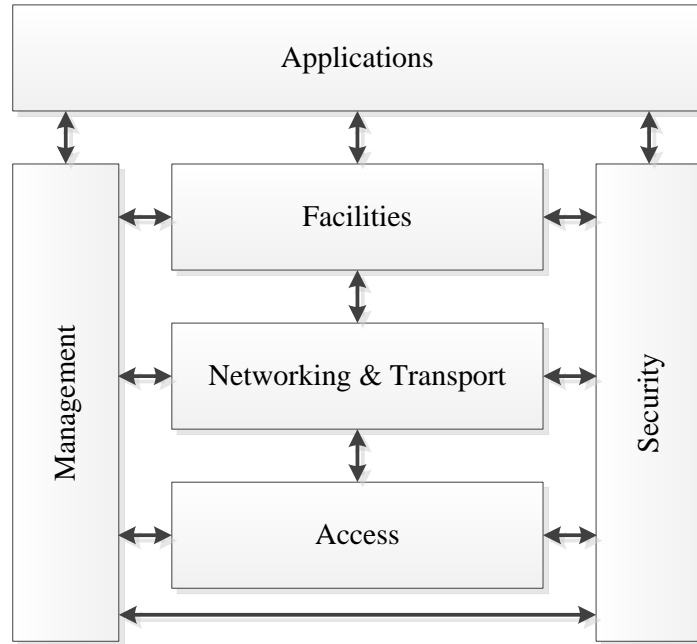 Applications
Facilities
Networking & Transport
Access
Management
Security